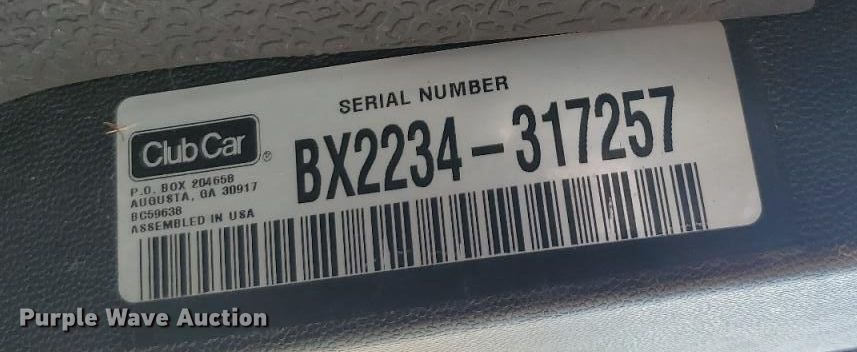 SERIAL NUMBER
Club Car®
BX2234-317257
P.O. BOX 204658
AUGUSTA, GA 30917
BC59638
ASSEMBLED IN USA
Purple Wave Auction